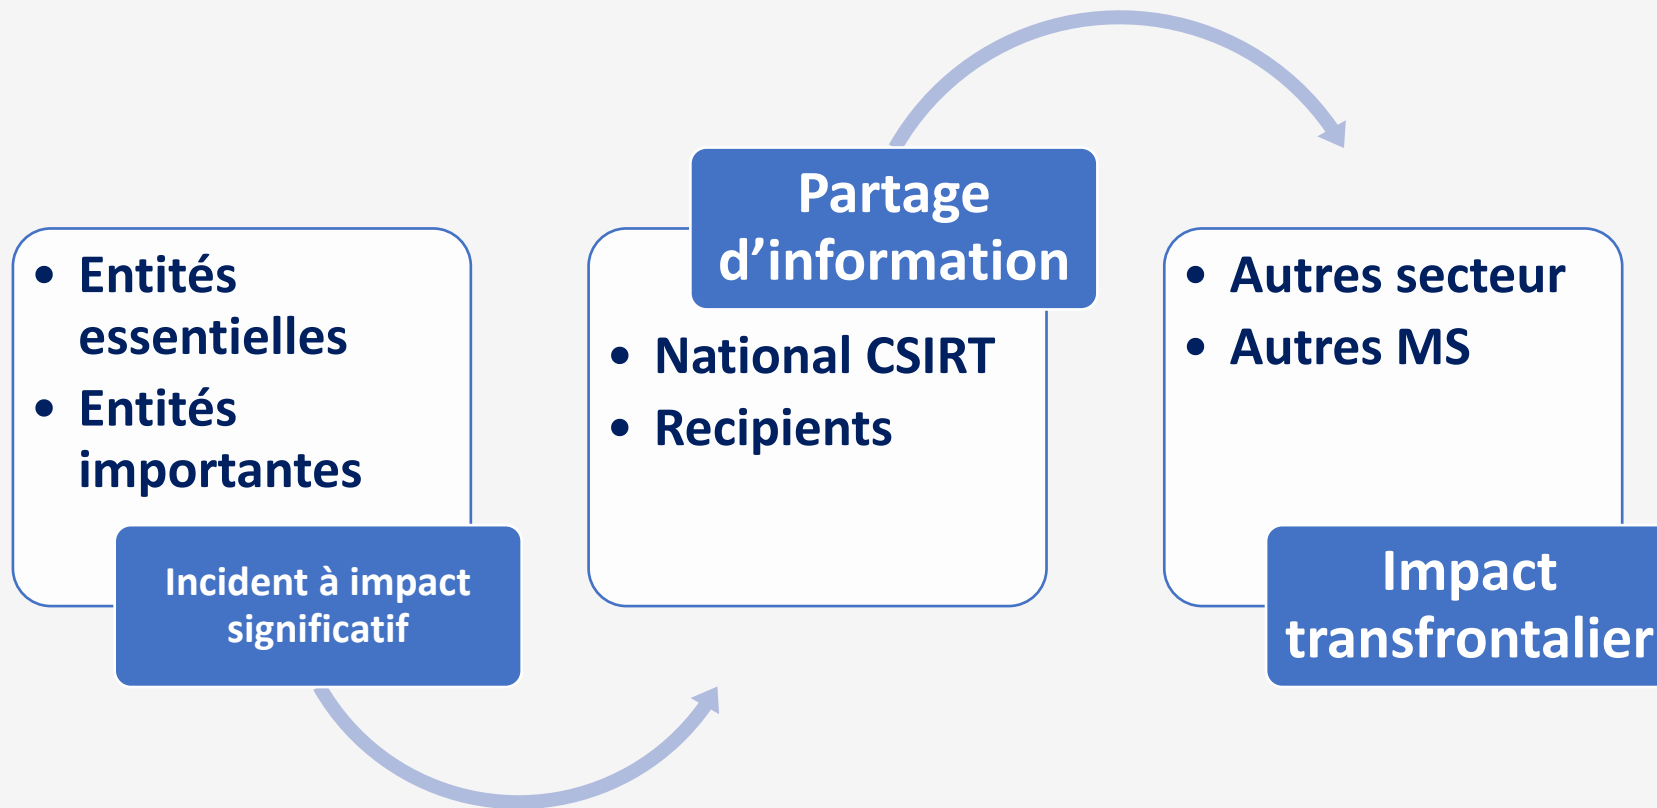 • Entités
essentielles
• Entités
importantes
Incident à impact
significatif
Partage
d’information
• National CSIRT
• Recipients
• Autres secteur
• Autres MS
Impact
transfrontalier